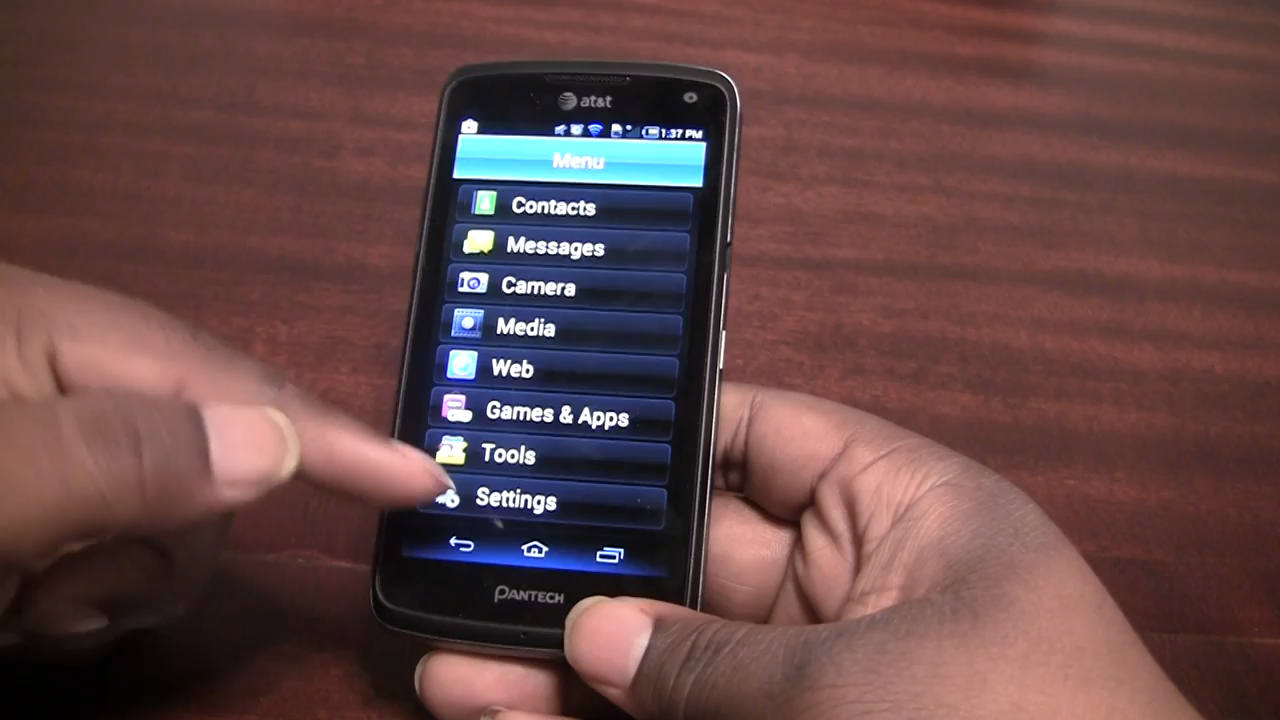 at&t
1:37 PM
Menu
Contacts
Messages
Camera
Media
Web
Games & Apps
Tools
Settings
PANTECH